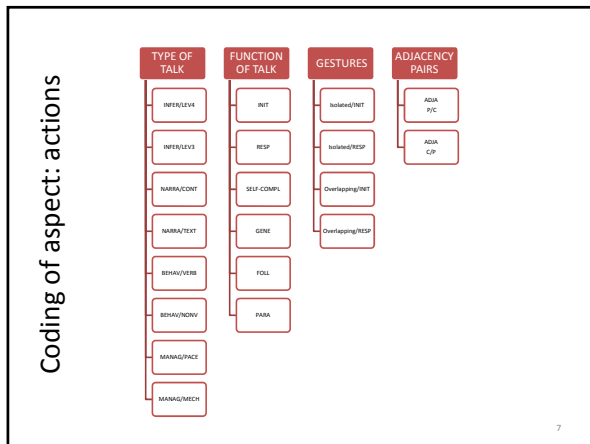 Coding of aspect: actions
TYPE OF
TALK
INFER/LEV4
INFER/LEV3
NARRA/CONT
NARRA/TEXT
BEHAV/VERB
BEHAV/NONV
MANAG/PACE
MANAG/MECH
FUNCTION
OF TALK
INIT
RESP
SELF-COMPL
GENE
FOLL
PARA
GESTURES
Isolated/INIT
Isolated/RESP
Overlapping/INIT
Overlapping/RESP
ADJACENCY
PAIRS
ADJA
P/C
ADJA
C/P
7